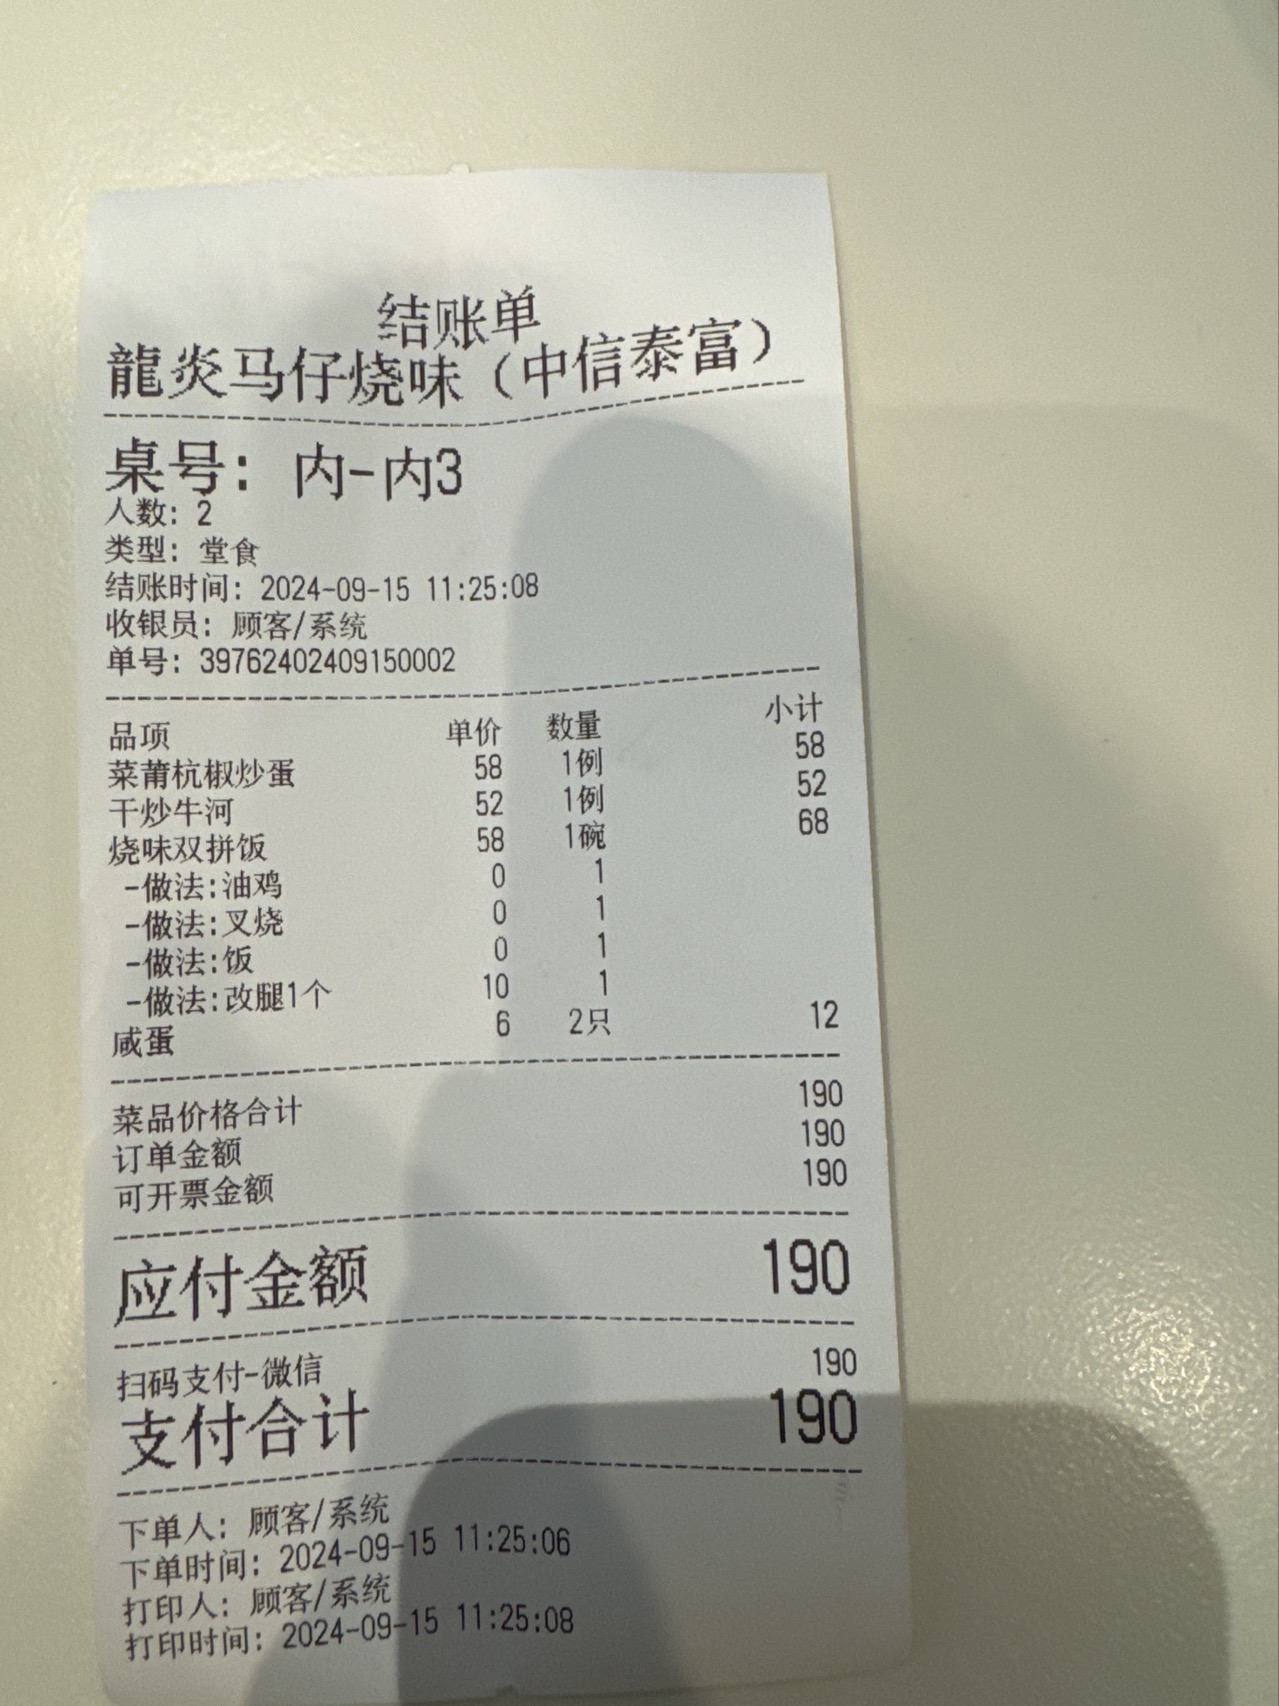 结账单
龍炎马仔烧味（中信泰富）
桌号: 内-内3
人数: 2
类型: 堂食
结账时间: 2024-09-15 11:25:08
收银员: 顾客/系统
单号: 39762402409150002
品项 单价 数量 小计
菜莆杭椒炒蛋 58 1例 58
干炒牛河 52 1例 52
烧味双拼饭 58 1碗 68
-做法:油鸡 0 1
-做法:叉烧 0 1
-做法:饭 0 1
-做法:改腿1个 10 1
咸蛋 6 2只 12
菜品价格合计 190
订单金额 190
可开票金额 190
应付金额 190
扫码支付-微信 190
支付合计 190
下单人: 顾客/系统
下单时间: 2024-09-15 11:25:06
打印人: 顾客/系统
打印时间: 2024-09-15 11:25:08